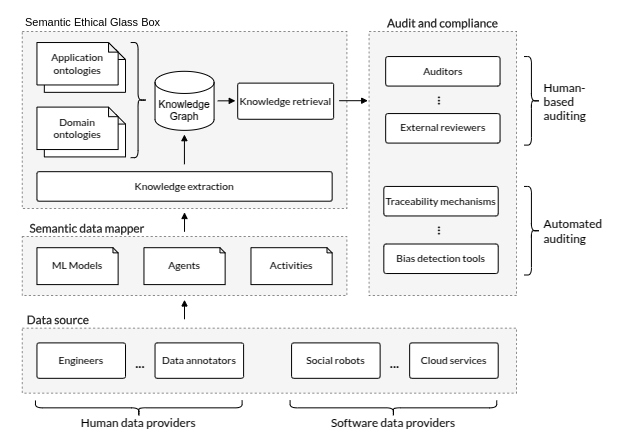 Semantic Ethical Glass Box
Application
ontologies
Domain
ontologies
Knowledge
Graph
Knowledge retrieval
Knowledge extraction
Audit and compliance
Auditors
⋮
External reviewers
Human-
based
auditing
Traceability mechanisms
⋮
Bias detection tools
Automated
auditing
Semantic data mapper
ML Models
Agents
Activities
Data source
Engineers
...
Data annotators
Social robots
...
Cloud services
Human data providers
Software data providers